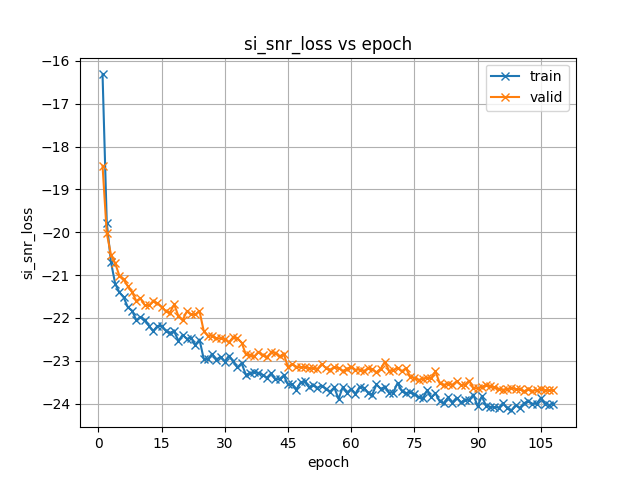 si_snr_loss vs epoch
train
valid
−16
−17
−18
−19
−20
−21
−22
−23
−24
si_snr_loss
0 15 30 45 60 75 90 105
epoch